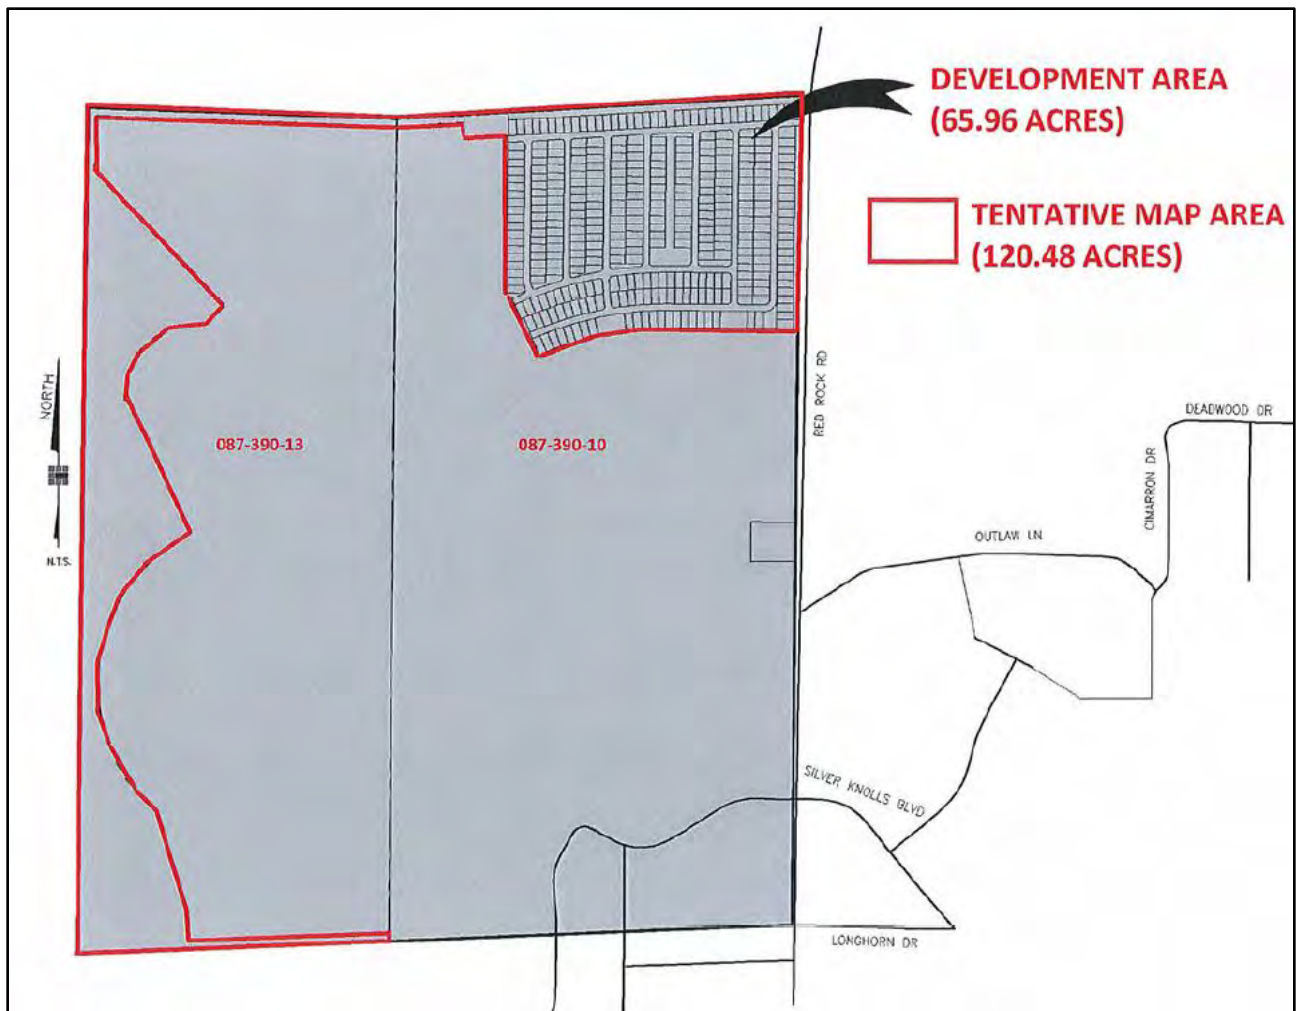 DEVELOPMENT AREA
(65.96 ACRES)
TENTATIVE MAP AREA
(120.48 ACRES)
NORTH
N.T.S.
087-390-13
087-390-10
RED ROCK RD
DEADWOOD DR
CIMARRON DR
OUTLAW LN
SILVER KNOLLS BLVD
LONGHORN DR